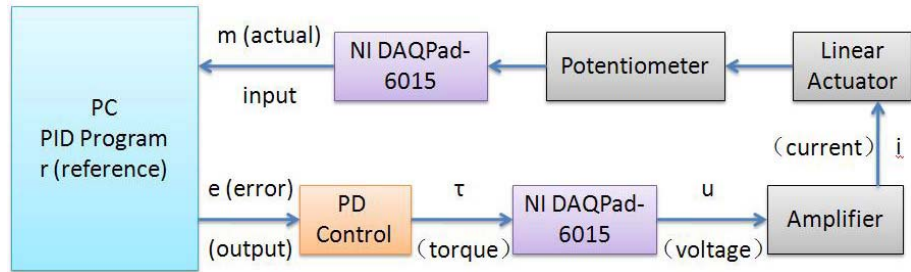 m (actual)
input
NI DAQPad-
6015
Potentiometer
Linear
Actuator
PC
PID Program
r (reference)
（current） i
e (error)
(output)
PD
Control
τ
（torque）
NI DAQPad-
6015
u
（voltage）
Amplifier